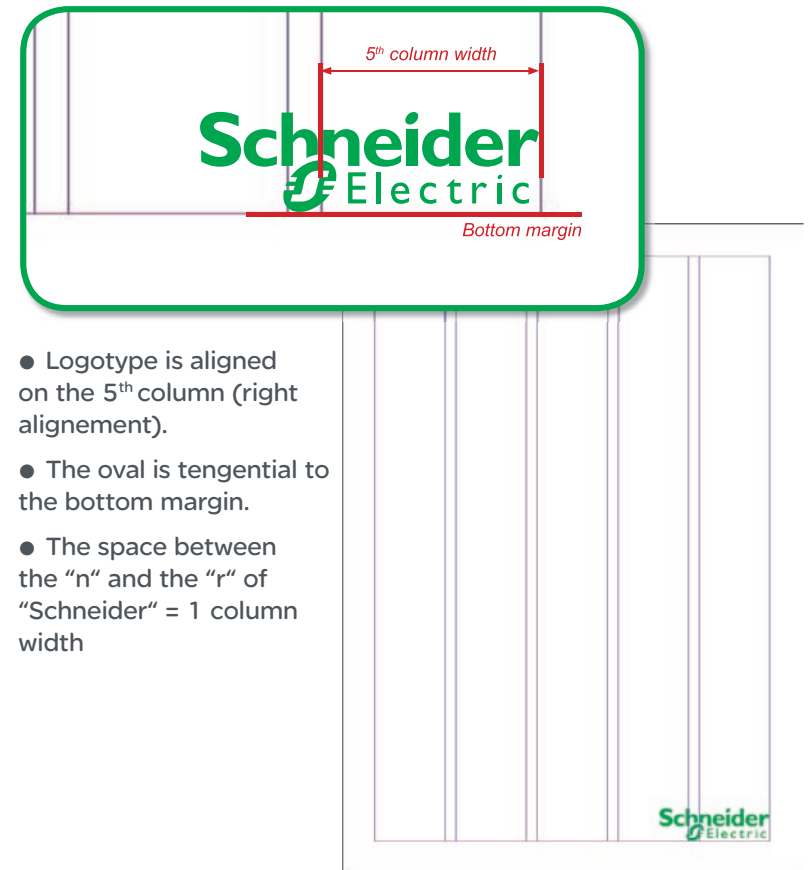 5th column width
Schneider
Electric
Bottom margin
● Logotype is aligned
on the 5th column (right
alignement).
● The oval is tengential to
the bottom margin.
● The space between
the “n“ and the “r“ of
“Schneider“ = 1 column
width
Schneider
Electric